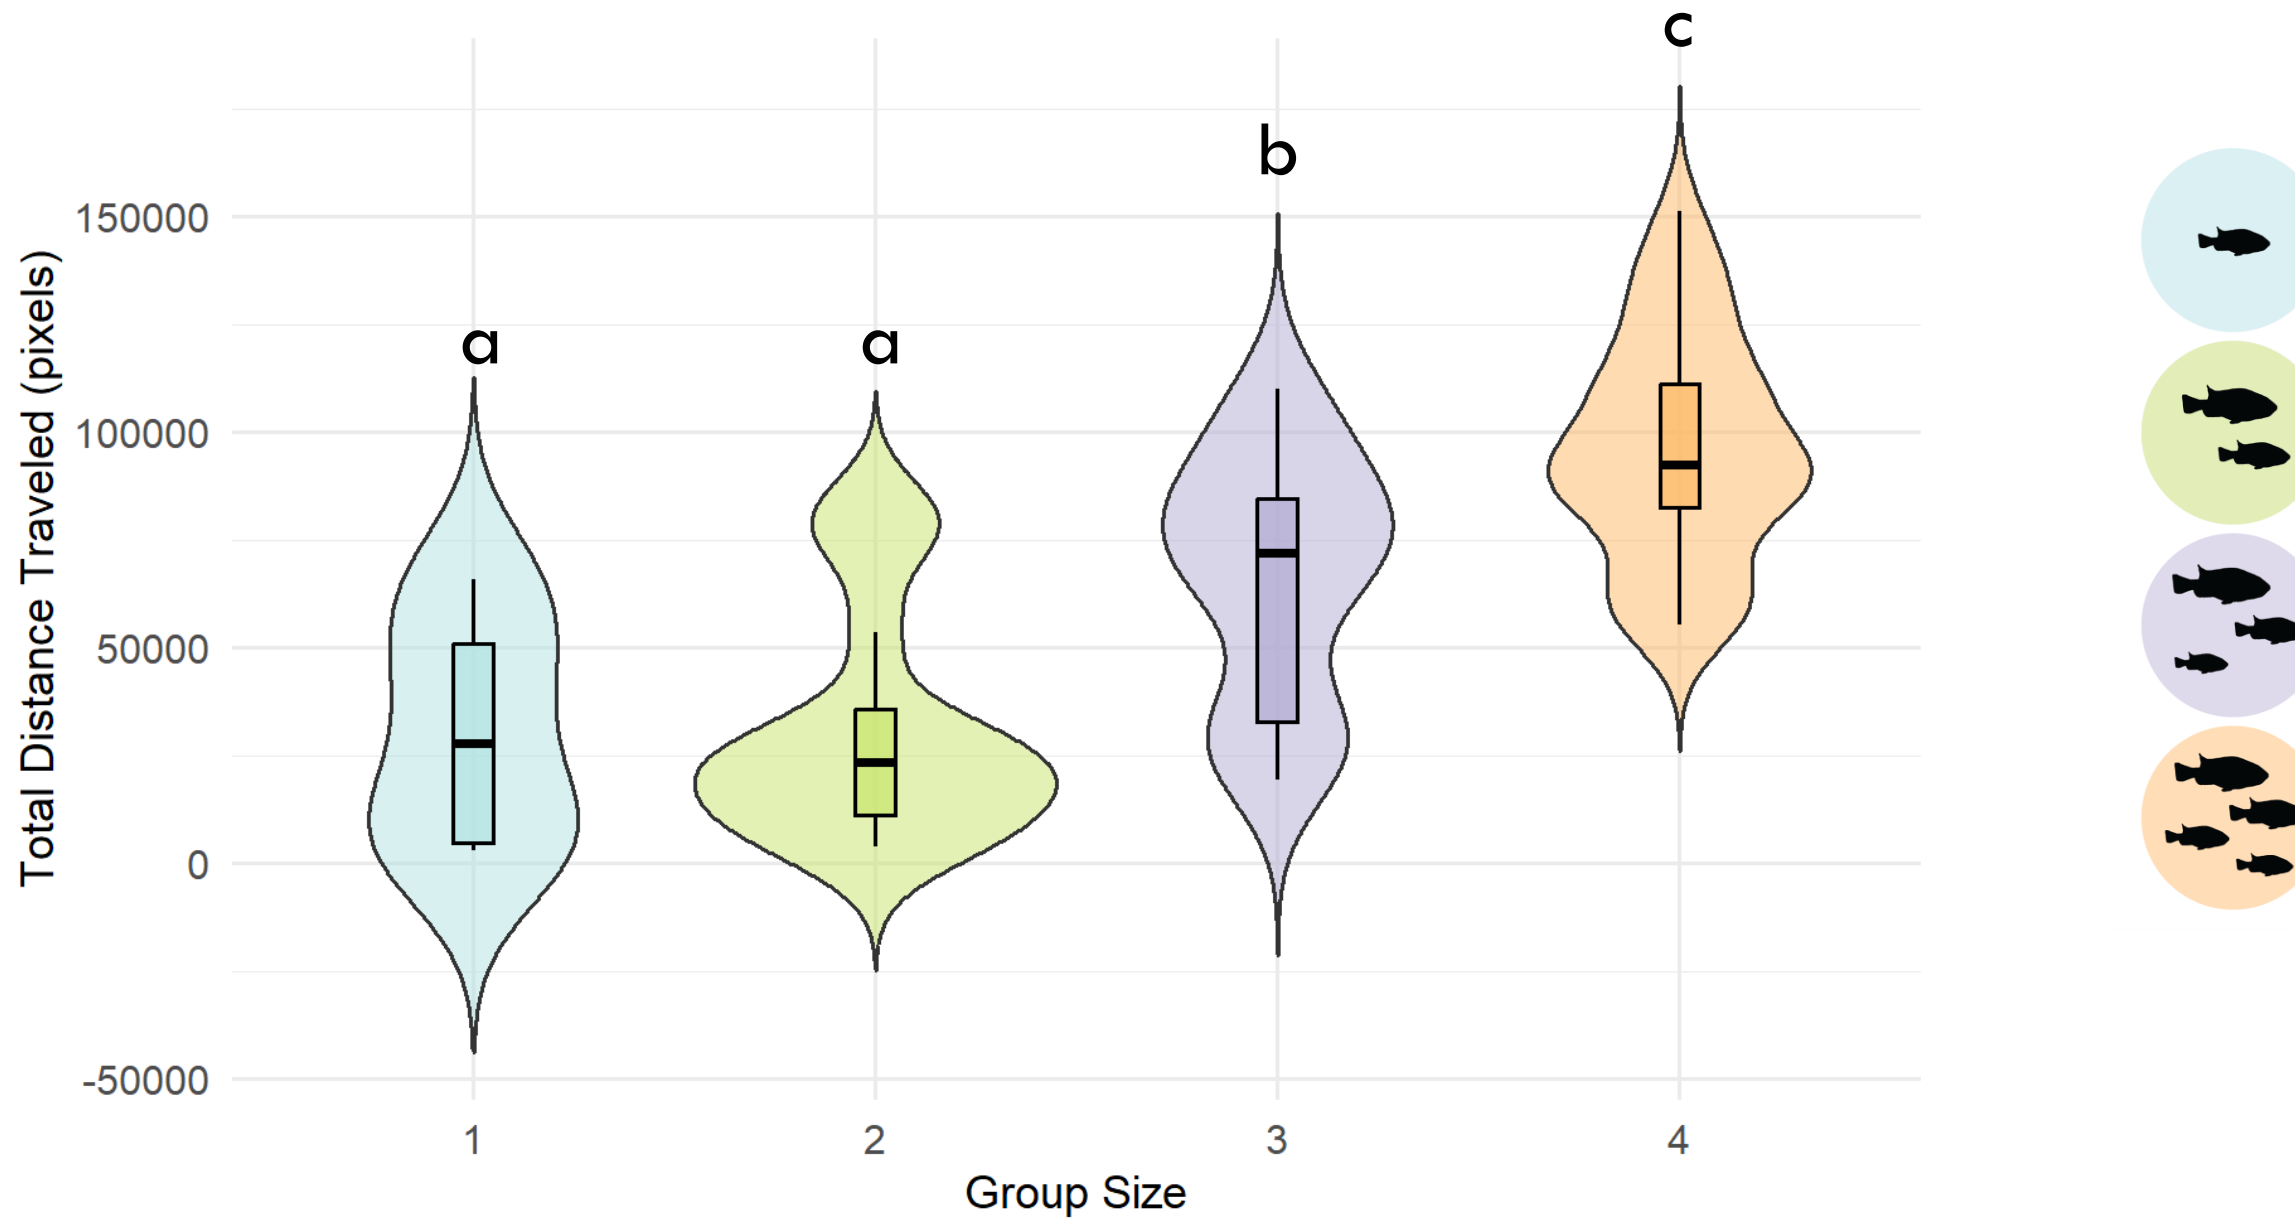 c
b
a a
150000
100000
50000
0
-50000
Total Distance Traveled (pixels)
1 2 3 4
Group Size